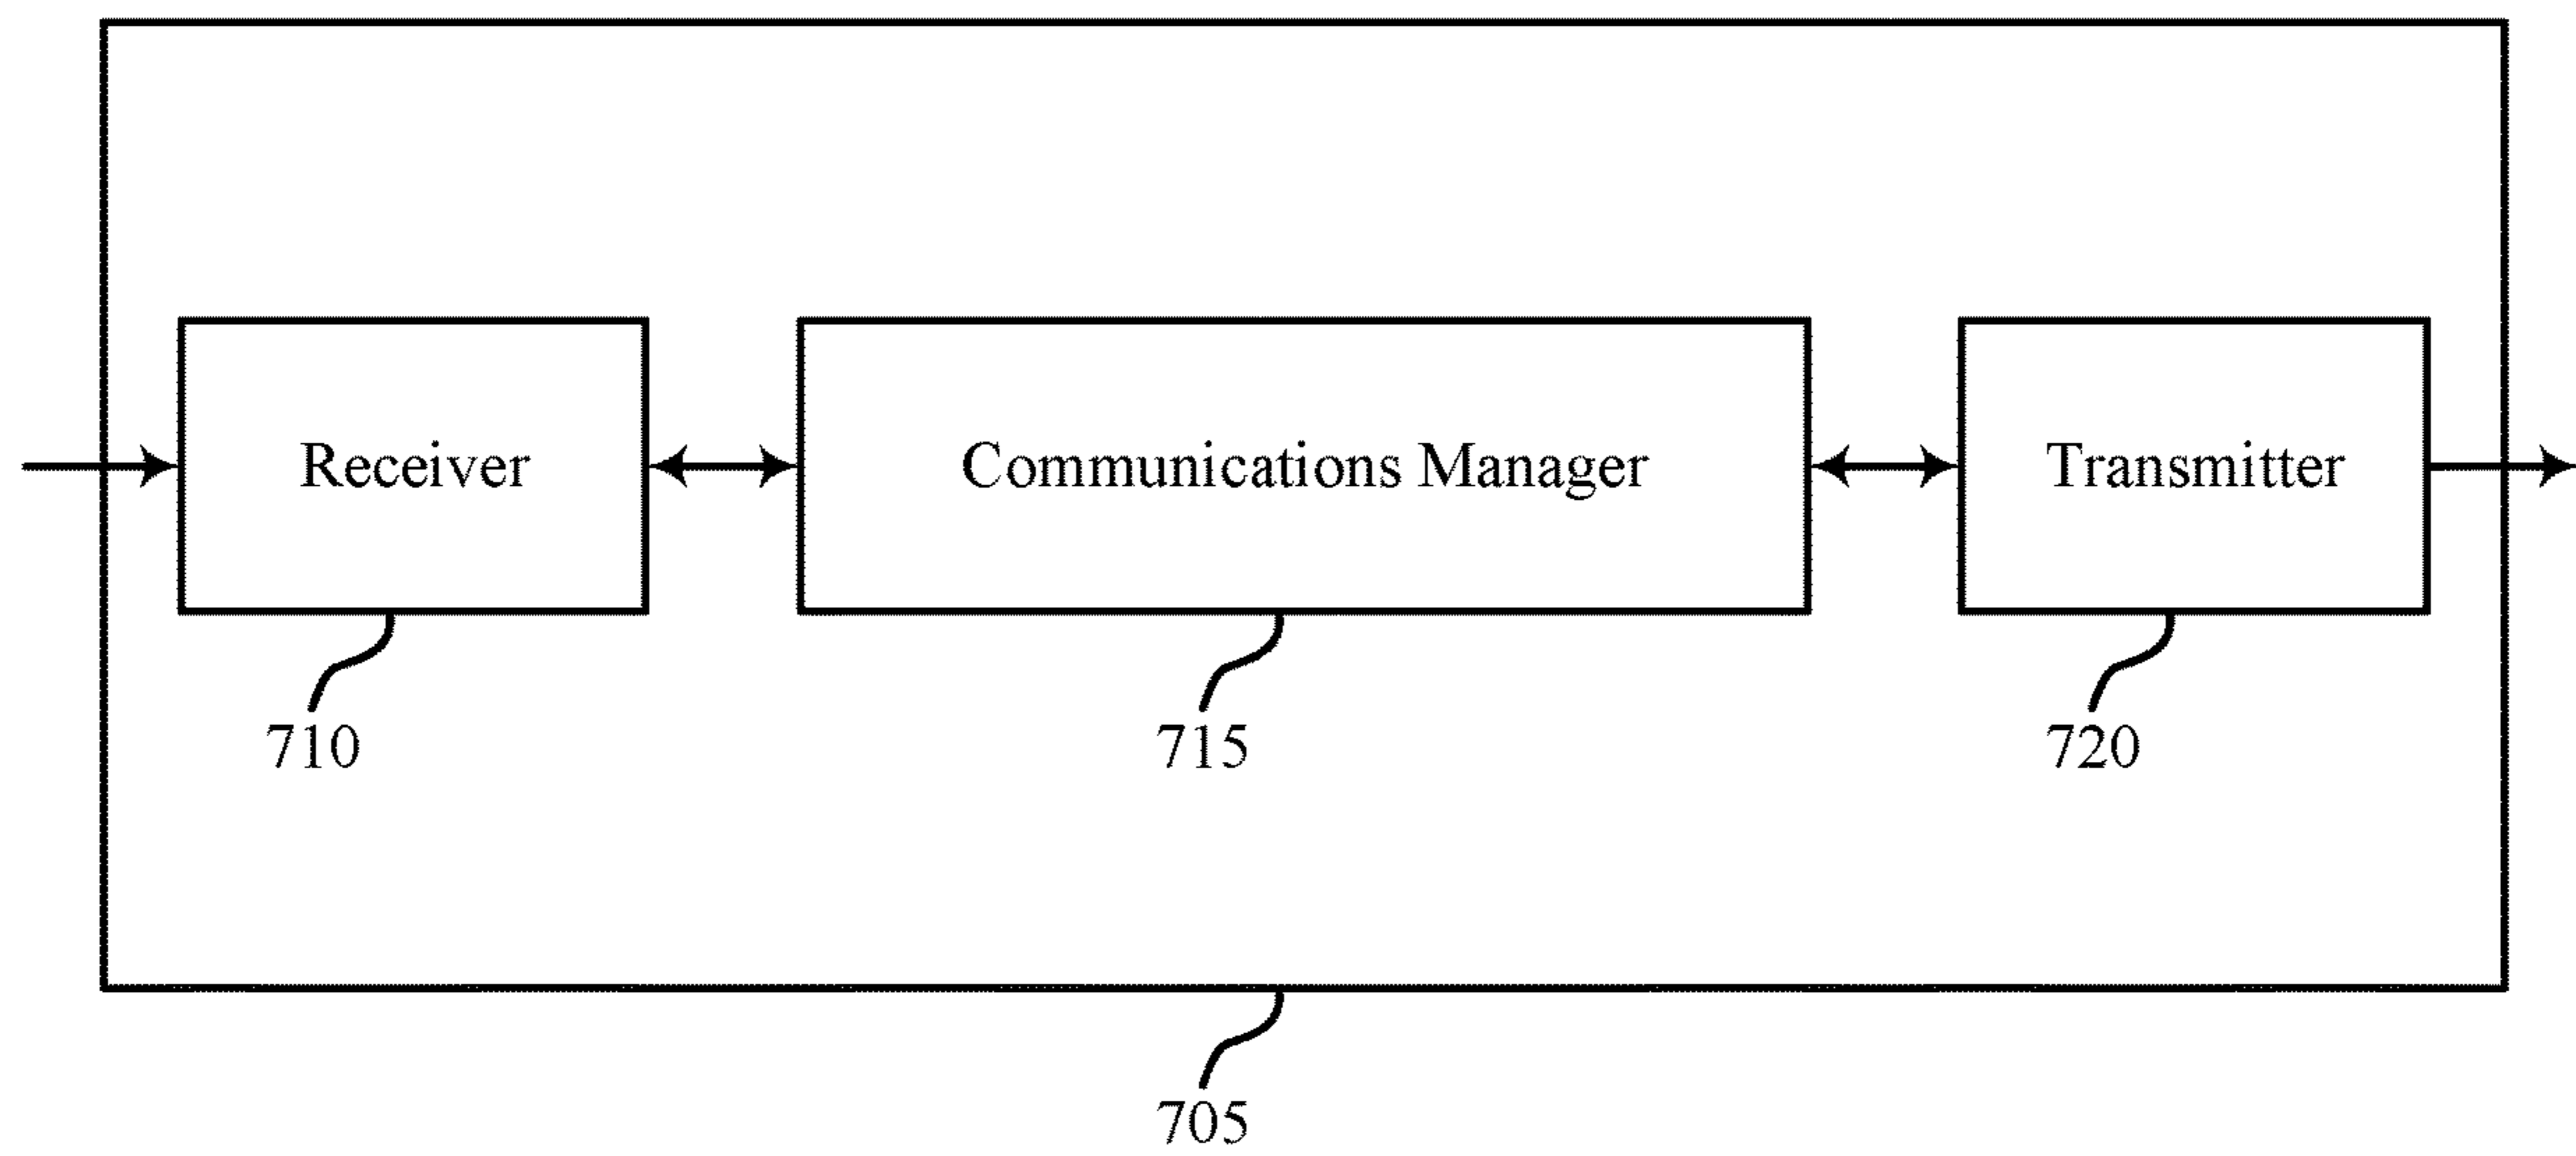 Receiver
Communications Manager
Transmitter
710
715
720
705